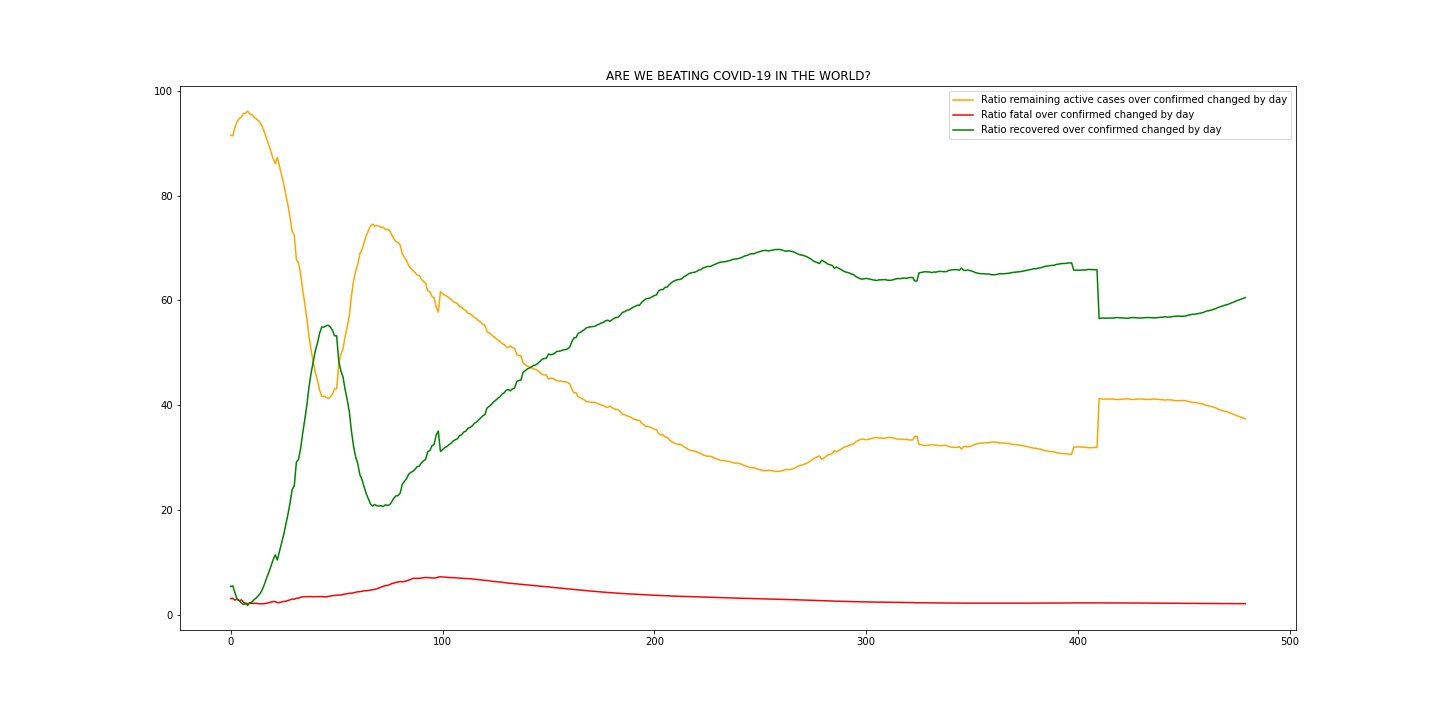 ARE WE BEATING COVID-19 IN THE WORLD?
100
80
60
40
20
0
Ratio remaining active cases over confirmed changed by day
Ratio fatal over confirmed changed by day
Ratio recovered over confirmed changed by day
0 100 200 300 400 500